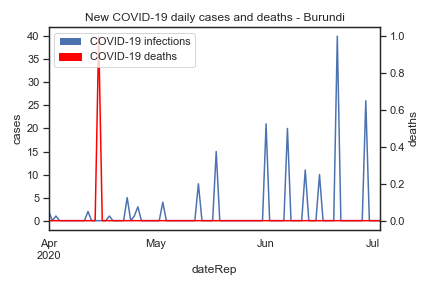 New COVID-19 daily cases and deaths - Burundi
COVID-19 infections
COVID-19 deaths
40
35
30
25
20
15
10
5
0
cases
1.0
0.8
0.6
0.4
0.2
0.0
deaths
Apr
2020
May
Jun
Jul
dateRep